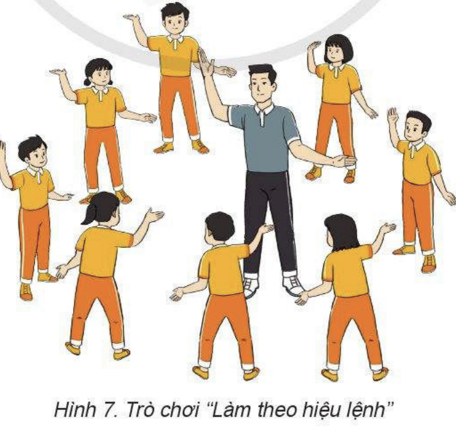 Hình 7. Trò chơi “Làm theo hiệu lệnh”